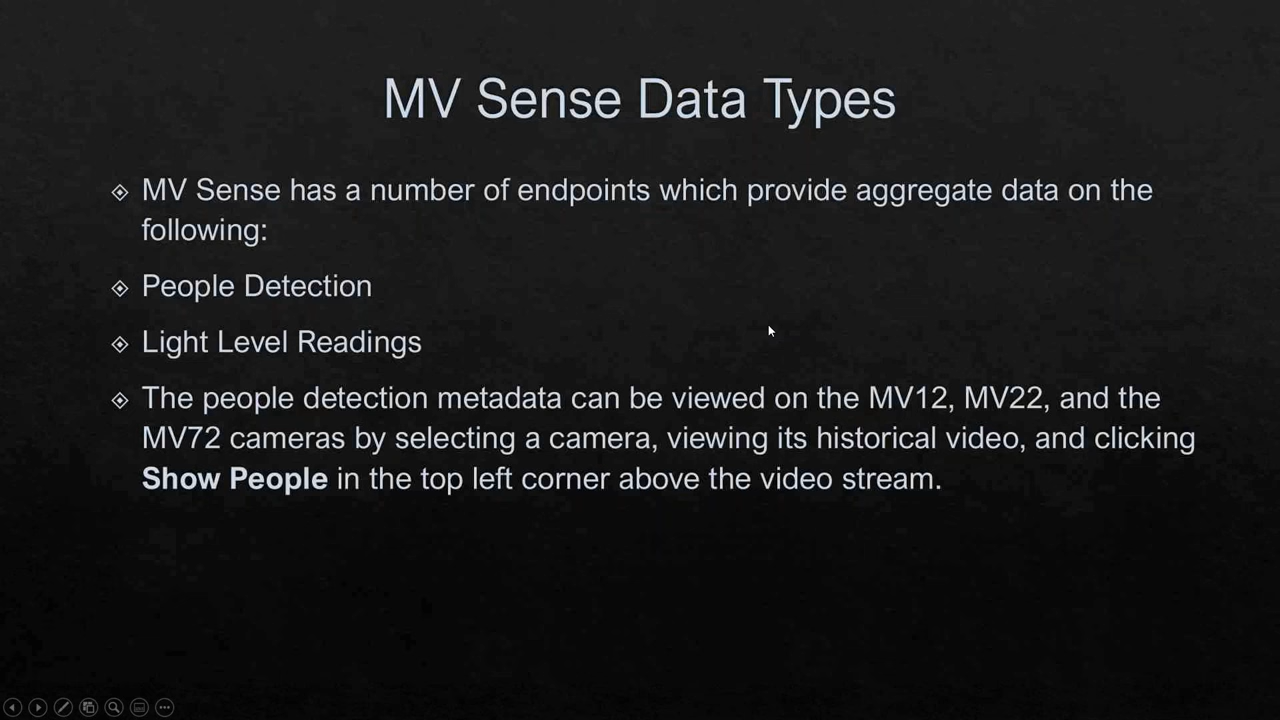 MV Sense Data Types
MV Sense has a number of endpoints which provide aggregate data on the
following:
People Detection
Light Level Readings
The people detection metadata can be viewed on the MV12, MV22, and the
MV72 cameras by selecting a camera, viewing its historical video, and clicking
Show People in the top left corner above the video stream.